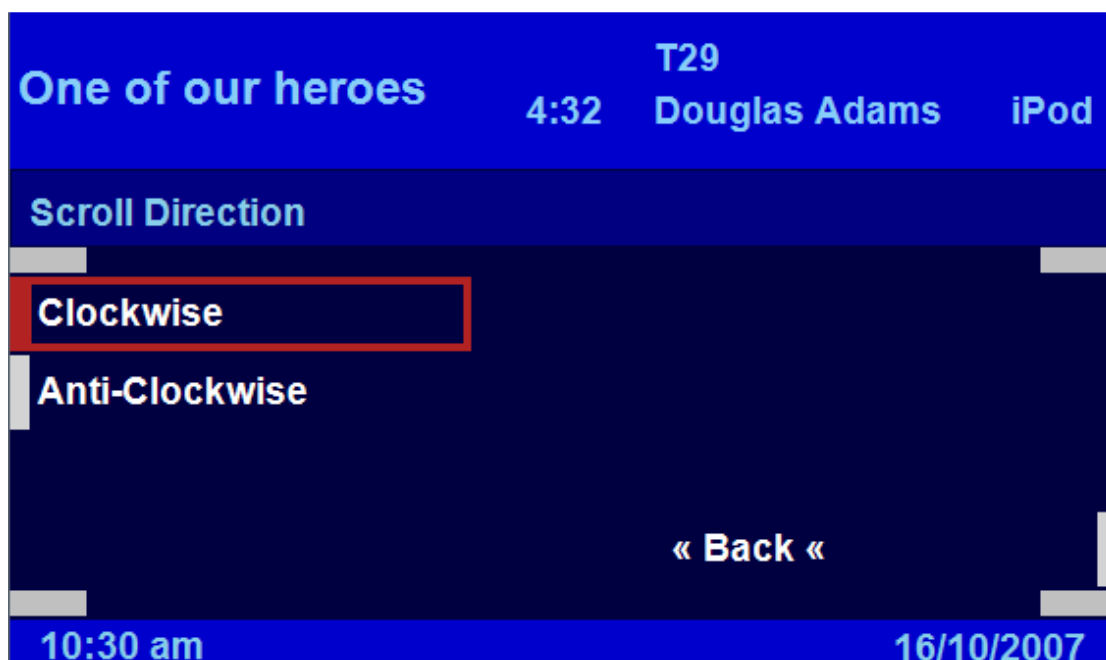 One of our heroes
T29
4:32 Douglas Adams iPod
Scroll Direction
Clockwise
Anti-Clockwise
« Back «
10:30 am 16/10/2007